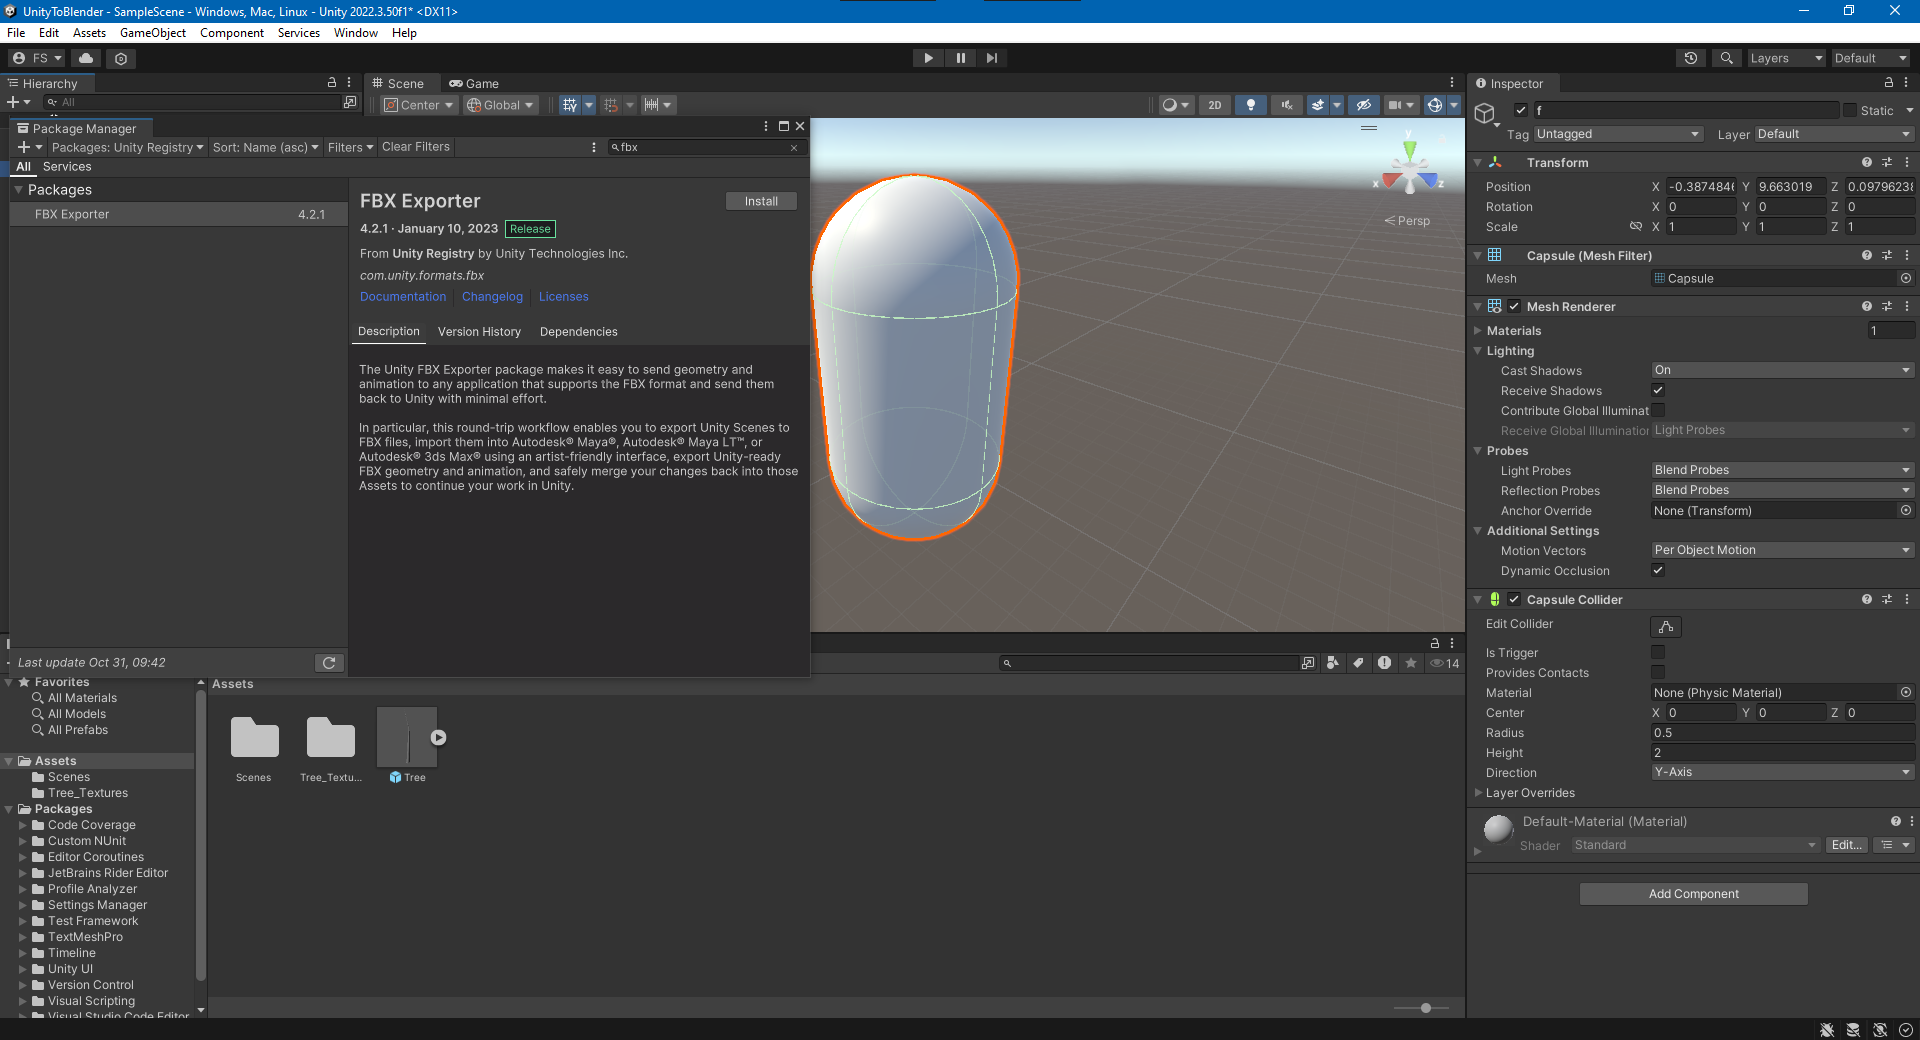 UnityToBlender - SampleScene - Windows, Mac, Linux - Unity 2022.3.50f1* <DX11>
File Edit Assets GameObject Component Services Window Help
FS
Layers Default
Hierarchy
All
Scene Game
Center Global 2D
Package Manager
Packages: Unity Registry Sort: Name (asc) Filters Clear Filters fbx
All Services
Packages
FBX Exporter 4.2.1
Last update Oct 31, 09:42
FBX Exporter Install
4.2.1 · January 10, 2023 Release
From Unity Registry by Unity Technologies Inc.
com.unity.formats.fbx
Documentation Changelog Licenses
Description Version History Dependencies
The Unity FBX Exporter package makes it easy to send geometry and
animation to any application that supports the FBX format and send them
back to Unity with minimal effort.
In particular, this round-trip workflow enables you to export Unity Scenes to
FBX files, import them into Autodesk® Maya®, Autodesk® Maya LT™, or
Autodesk® 3ds Max® using an artist-friendly interface, export Unity-ready
FBX geometry and animation, and safely merge your changes back into those
Assets to continue your work in Unity.
y
x z
Persp
14
Favorites
All Materials
All Models
All Prefabs
Assets
Scenes
Tree_Textures
Packages
Code Coverage
Custom NUnit
Editor Coroutines
JetBrains Rider Editor
Profile Analyzer
Settings Manager
Test Framework
TextMeshPro
Timeline
Unity UI
Version Control
Visual Scripting
Visual Studio Code Editor
Assets
Scenes Tree_Textu... Tree
Inspector
f Static
Tag Untagged Layer Default
Transform
Position X -0.3874846 Y 9.663019 Z 0.09796238
Rotation X 0 Y 0 Z 0
Scale X 1 Y 1 Z 1
Capsule (Mesh Filter)
Mesh Capsule
Mesh Renderer
Materials 1
Lighting
Cast Shadows On
Receive Shadows
Contribute Global Illuminat
Receive Global Illumination Light Probes
Probes
Light Probes Blend Probes
Reflection Probes Blend Probes
Anchor Override None (Transform)
Additional Settings
Motion Vectors Per Object Motion
Dynamic Occlusion
Capsule Collider
Edit Collider
Is Trigger
Provides Contacts
Material None (Physic Material)
Center X 0 Y 0 Z 0
Radius 0.5
Height 2
Direction Y-Axis
Layer Overrides
Default-Material (Material)
Shader Standard Edit...
Add Component